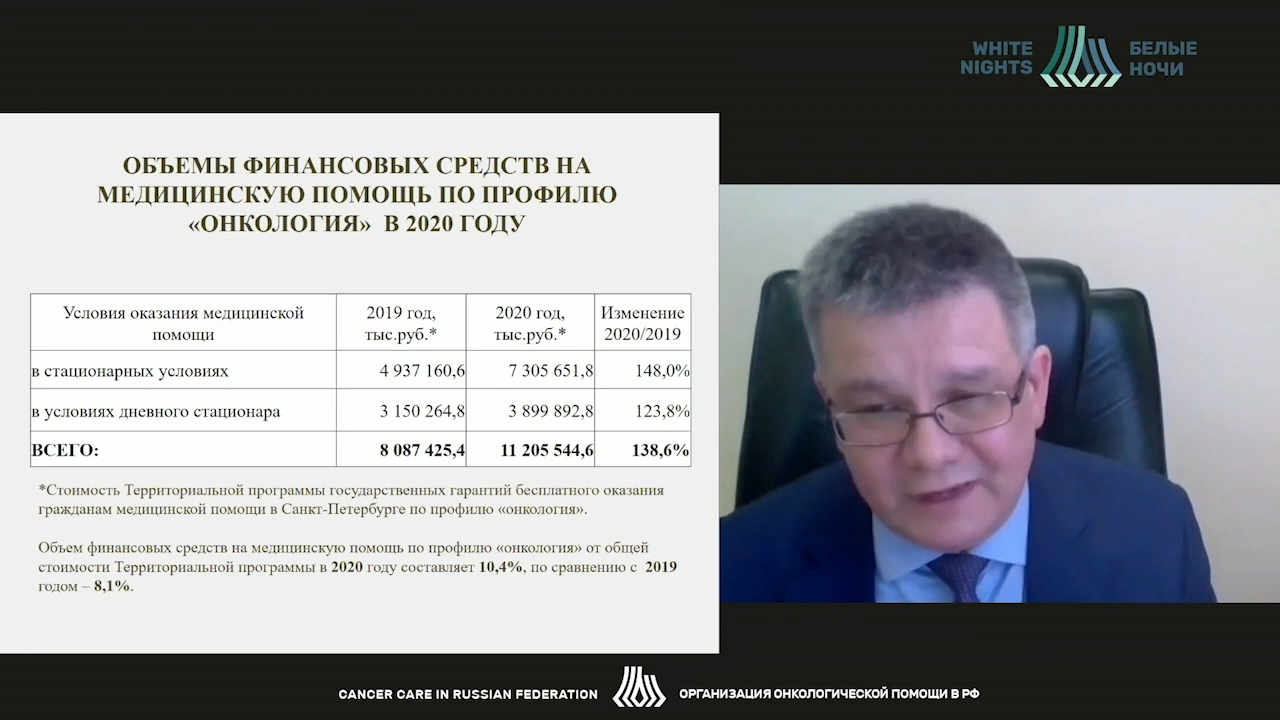 WHITE
NIGHTS
БЕЛЫЕ
НОЧИ
ОБЪЕМЫ ФИНАНСОВЫХ СРЕДСТВ НА
МЕДИЦИНСКУЮ ПОМОЩЬ ПО ПРОФИЛЮ
«ОНКОЛОГИЯ» В 2020 ГОДУ
Условия оказания медицинской
помощи
2019 год,
тыс.руб.*
2020 год,
тыс.руб.*
Изменение
2020/2019
в стационарных условиях 4 937 160,6 7 305 651,8 148,0%
в условиях дневного стационара 3 150 264,8 3 899 892,8 123,8%
ВСЕГО: 8 087 425,4 11 205 544,6 138,6%
*Стоимость Территориальной программы государственных гарантий бесплатного оказания
гражданам медицинской помощи в Санкт-Петербурге по профилю «онкология».
Объем финансовых средств на медицинскую помощь по профилю «онкология» от общей
стоимости Территориальной программы в 2020 году составляет 10,4%, по сравнению с 2019
годом – 8,1%.
CANCER CARE IN RUSSIAN FEDERATION
ОРГАНИЗАЦИЯ ОНКОЛОГИЧЕСКОЙ ПОМОЩИ В РФ